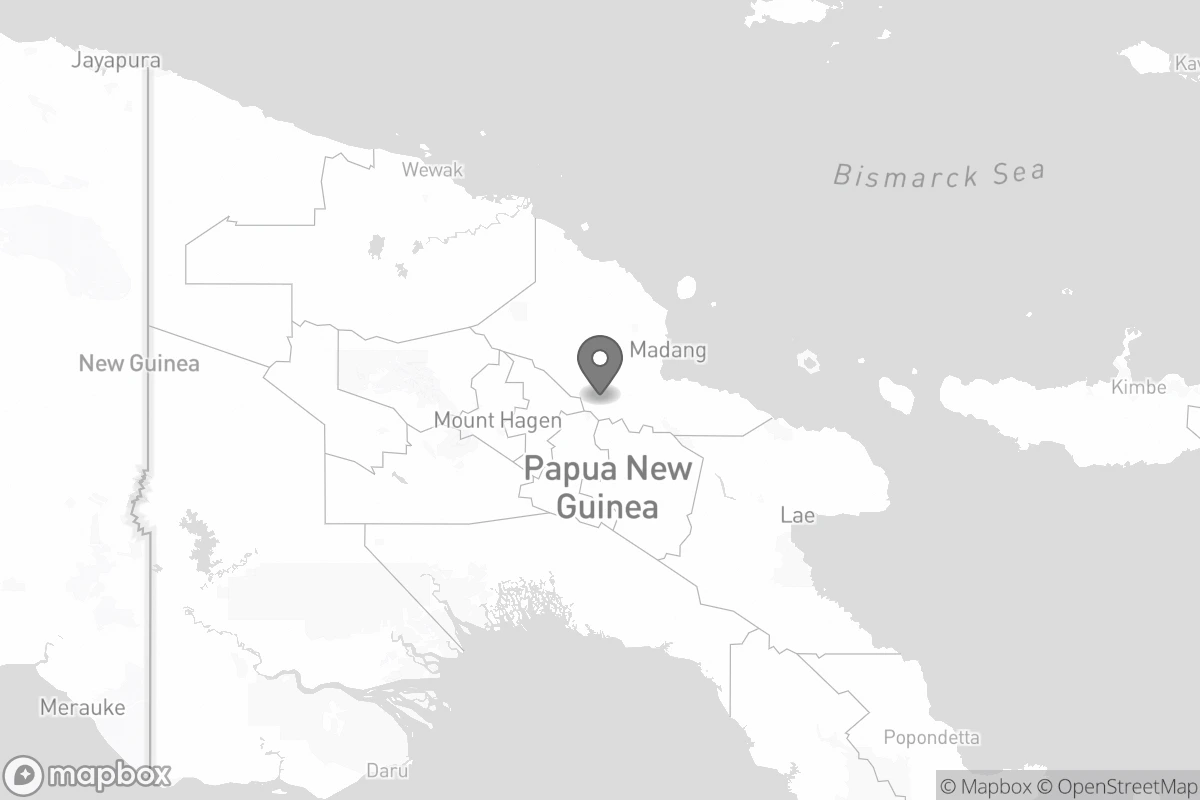 Jayapura
Kav
Wewak
Bismarck Sea
New Guinea
Madang
Kimbe
Mount Hagen
Papua New
Guinea
Lae
Merauke
Popondetta
Daru
mapbox
© Mapbox © OpenStreetMap